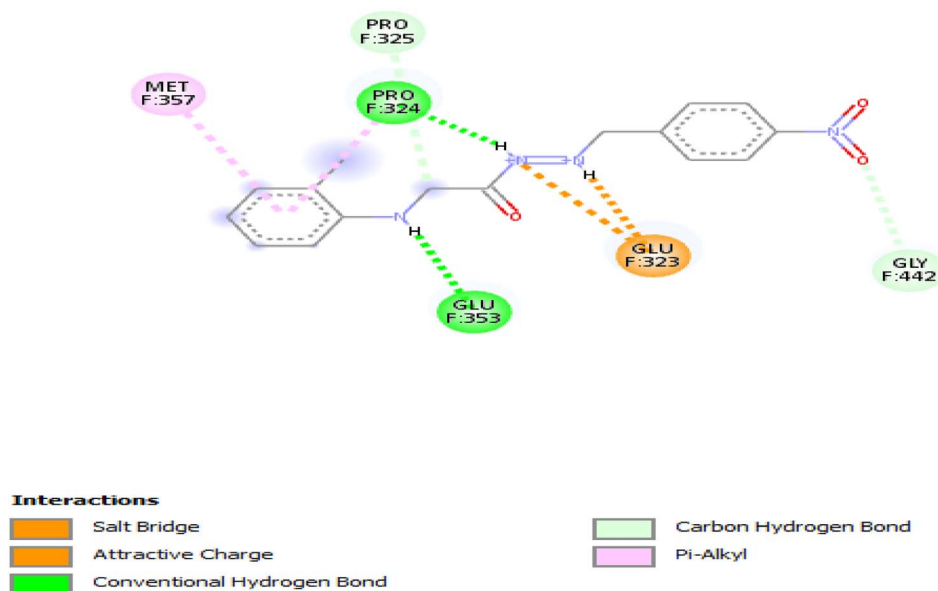 PRO
F:325
MET
F:357
PRO
F:324
H
+N
+N
H
N
O
N
O
O
N
H
GLU
F:323
GLY
F:442
GLU
F:353
Interactions
Salt Bridge
Attractive Charge
Conventional Hydrogen Bond
Carbon Hydrogen Bond
Pi-Alkyl